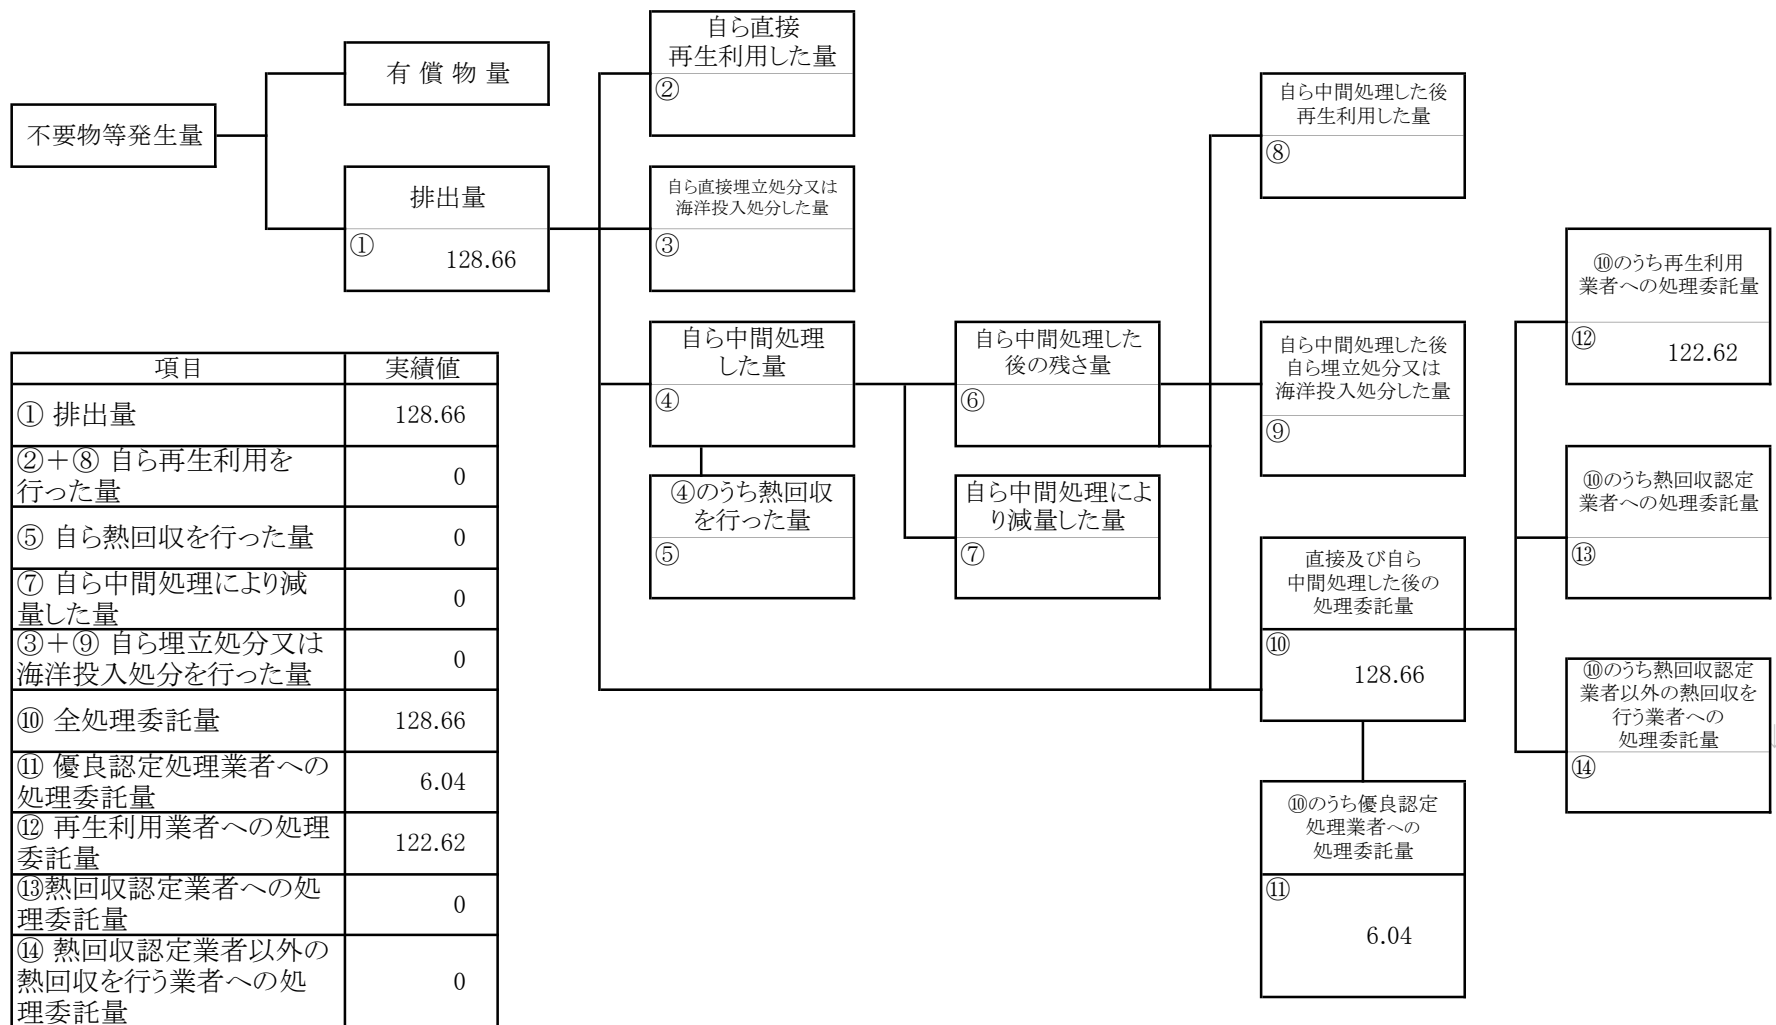 不要物等発生量
有 償 物 量
排出量
①
128.66
自ら直接
再生利用した量
②
自ら直接埋立処分又は
海洋投入処分した量
③
自ら中間処理
した量
④
④のうち熱回収
を行った量
⑤
自ら中間処理した
後の残さ量
⑥
自ら中間処理によ
り減量した量
⑦
自ら中間処理した後
再生利用した量
⑧
自ら中間処理した後
自ら埋立処分又は
海洋投入処分した量
⑨
直接及び自ら
中間処理した後の
処理委託量
⑩
128.66
⑩のうち優良認定
処理業者への
処理委託量
⑪
6.04
⑩のうち再生利用
業者への処理委託量
⑫
122.62
⑩のうち熱回収認定
業者への処理委託量
⑬
⑩のうち熱回収認定
業者以外の熱回収を
行う業者への
処理委託量
⑭
項目 実績値
① 排出量 128.66
②+⑧ 自ら再生利用を
行った量 0
⑤ 自ら熱回収を行った量 0
⑦ 自ら中間処理により減
量した量 0
③+⑨ 自ら埋立処分又は
海洋投入処分を行った量 0
⑩ 全処理委託量 128.66
⑪ 優良認定処理業者への
処理委託量 6.04
⑫ 再生利用業者への処理
委託量 122.62
⑬熱回収認定業者への処
理委託量 0
⑭ 熱回収認定業者以外の
熱回収を行う業者への処
理委託量 0